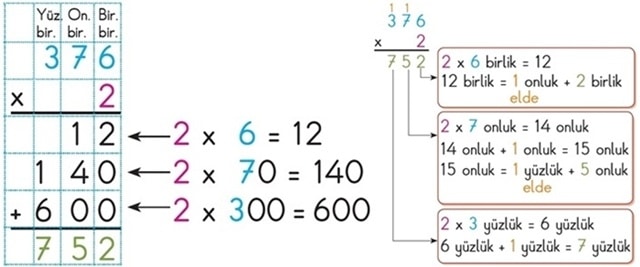 Yüz. On. Bir.
bir. bir. bir.
3 7 6
x 2
1 2 ← 2 x 6 = 12
1 4 0 ← 2 x 70 = 140
+ 6 0 0 ← 2 x 300 = 600
7 5 2
1 1
3 7 6
x 2
7 5 2
2 x 6 birlik = 12
12 birlik = 1 onluk + 2 birlik
elde
2 x 7 onluk = 14 onluk
14 onluk + 1 onluk = 15 onluk
15 onluk = 1 yüzlük + 5 onluk
elde
2 x 3 yüzlük = 6 yüzlük
6 yüzlük + 1 yüzlük = 7 yüzlük